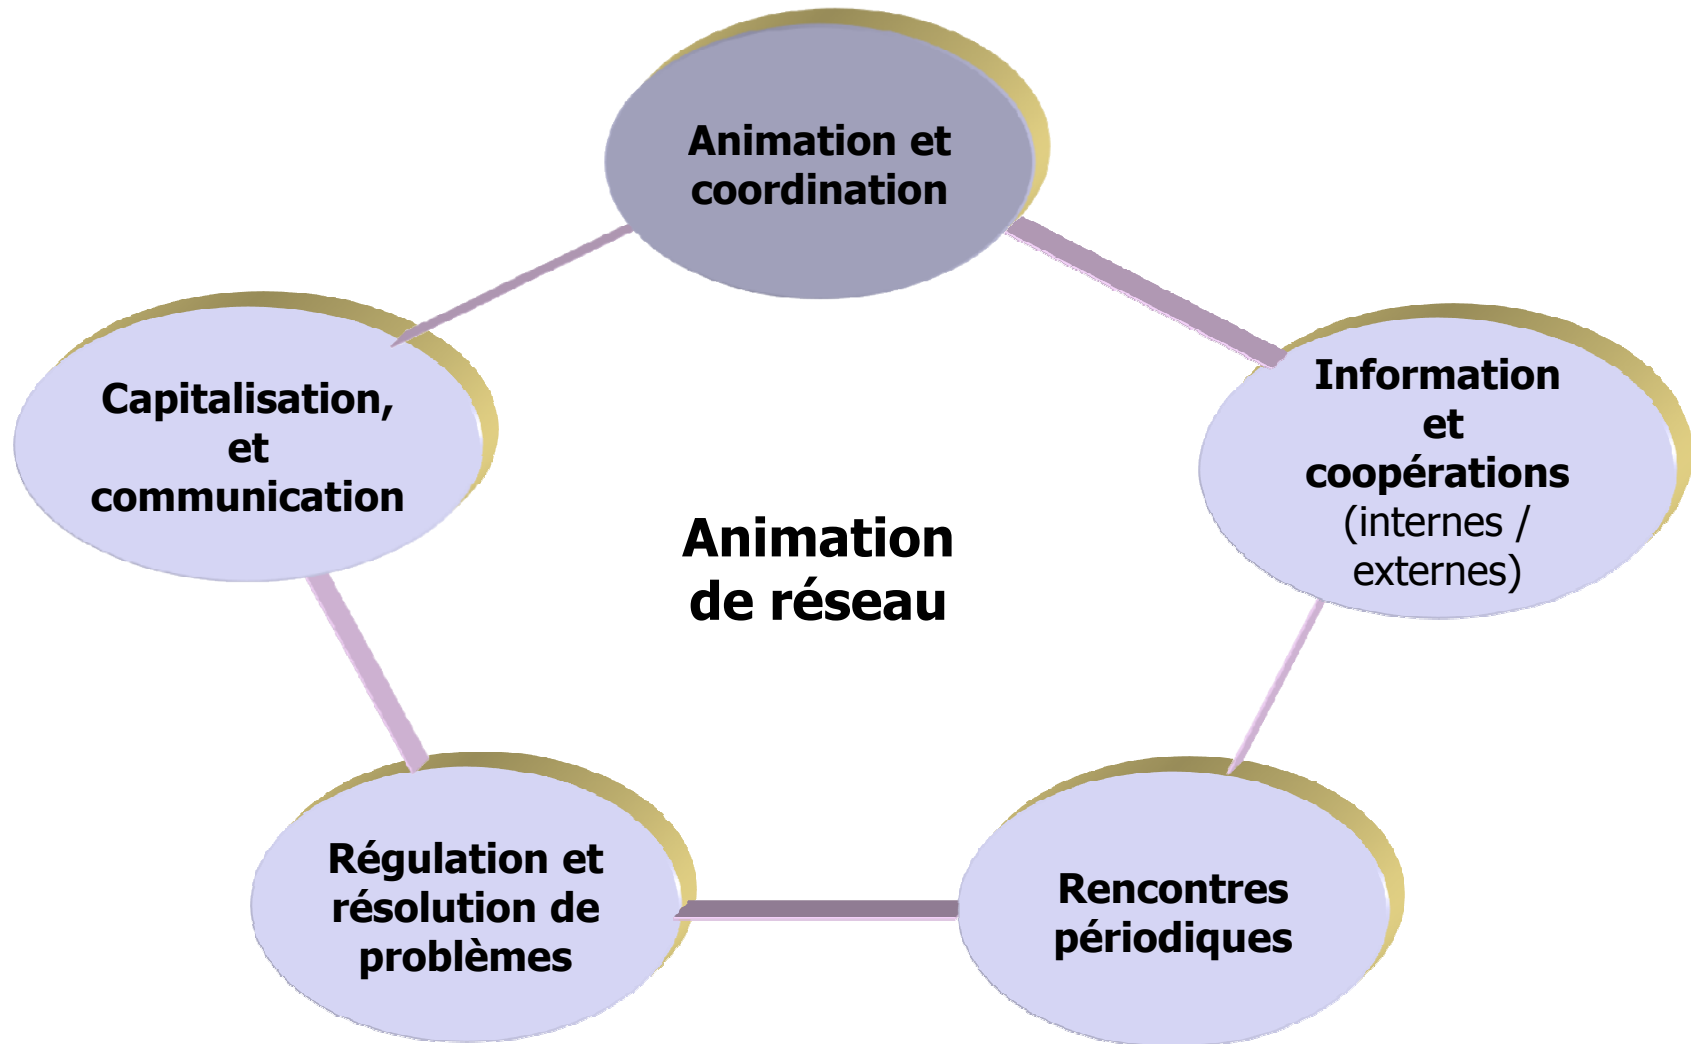 Animation et
coordination
Capitalisation,
et
communication
Information
et
coopérations
(internes /
externes)
Animation
de réseau
Régulation et
résolution de
problèmes
Rencontres
périodiques